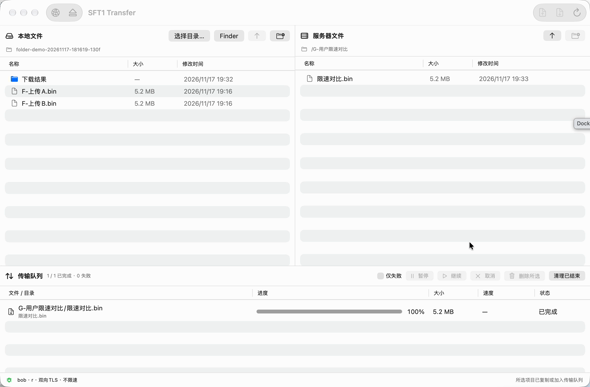 SFT1 Transfer
本地文件 选择目录... Finder
folder-demo-20261117-181619-1301
名称 大小 修改时间
下载结果 — 2026/11/17 19:32
F-上传A.bin 5.2 MB 2026/11/17 19:16
F-上传B.bin 5.2 MB 2026/11/17 19:16
服务器文件
/G-用户限速对比
名称 大小 修改时间
限速对比.bin 5.2 MB 2026/11/17 19:33
Dock
传输队列 1 / 1 已完成 · 0 失败 仅失败 暂停 继续 取消 删除所选 清理已结束
文件 / 目录 进度 大小 速度 状态
G-用户限速对比/限速对比.bin 100% 5.2 MB — 已完成
限速对比.bin
bob · r · 双向TLS · 不限速
所选项目已复制或加入传输队列